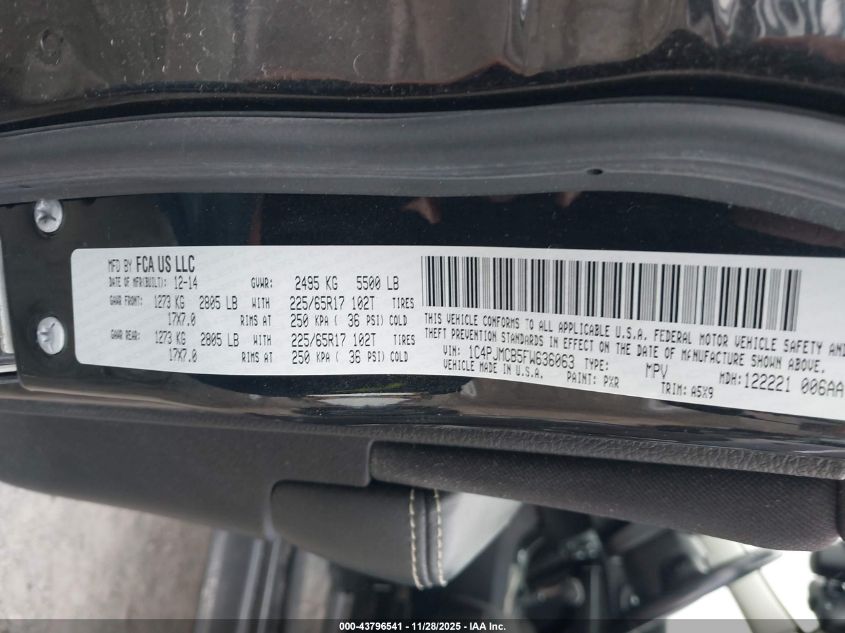 MFD BY FCA US LLC
DATE OF MFR(BUILT): 12-14 GVWR: 2495 KG 5500 LB
GAWR FRONT: 1273 KG 2805 LB WITH 225/65R17 102T TIRES
17X7.0 RIMS AT 250 KPA ( 36 PSI) COLD
GAWR REAR: 1273 KG 2805 LB WITH 225/65R17 102T TIRES
17X7.0 RIMS AT 250 KPA ( 36 PSI) COLD
THIS VEHICLE CONFORMS TO ALL APPLICABLE U.S.A. FEDERAL MOTOR VEHICLE SAFETY AND
THEFT PREVENTION STANDARDS IN EFFECT ON THE DATE OF MANUFACTURE SHOWN ABOVE.
VIN: 1C4PJMCB5FW636063 TYPE: MPV MDH: 122221 006AA
VEHICLE MADE IN U.S.A. PAINT: PXR TRIM: A5X9
000-43796541 - 11/28/2025 - IAA Inc.